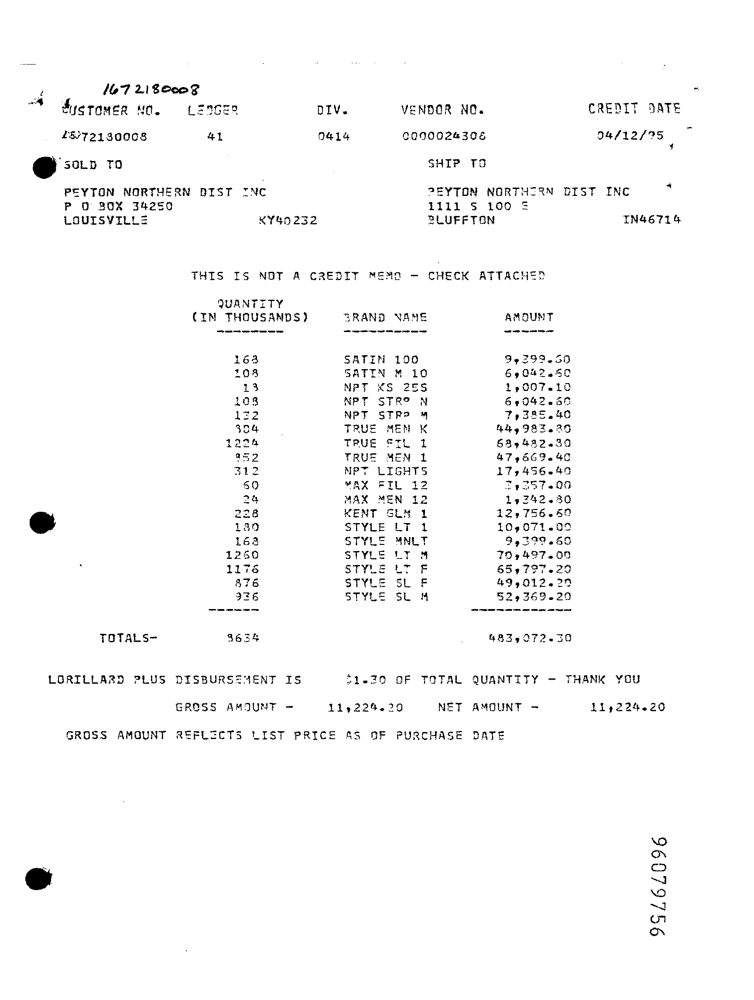 1672180008
CUSTOMER NO. LEDGER DIV. VENDOR NO. CREDIT DATE
72180008 41 0414 0000024306 04/12/95
SOLD TO SHIP TO
PEYTON NORTHERN DIST INC PEYTON NORTHERN DIST INC
P O BOX 34250 1111 S 100 E
LOUISVILLE KY40232 BLUFFTON IN46714
THIS IS NOT A CREDIT MEMO - CHECK ATTACHED
QUANTITY
(IN THOUSANDS) BRAND NAME AMOUNT
-------- ---------- ------
168 SATIN 100 9,399.60
108 SATIN M 10 6,042.60
18 NPT KS 25S 1,007.10
108 NPT STRP N 6,042.60
132 NPT STRP M 7,385.40
804 TRUE MEN K 44,983.80
1224 TRUE FIL 1 68,482.80
852 TRUE MEN 1 47,669.40
312 NPT LIGHTS 17,456.40
60 MAX FIL 12 3,357.00
24 MAX MEN 12 1,342.80
228 KENT GLM 1 12,756.60
180 STYLE LT 1 10,071.00
168 STYLE MNLT 9,399.60
1260 STYLE LT M 70,497.00
1176 STYLE LT F 65,797.20
876 STYLE SL F 49,012.20
936 STYLE SL M 52,369.20
------ ------------
TOTALS- 8634 483,072.30
LORILLARD PLUS DISBURSEMENT IS $1.30 OF TOTAL QUANTITY - THANK YOU
GROSS AMOUNT - 11,224.20 NET AMOUNT - 11,224.20
GROSS AMOUNT REFLECTS LIST PRICE AS OF PURCHASE DATE
96079756